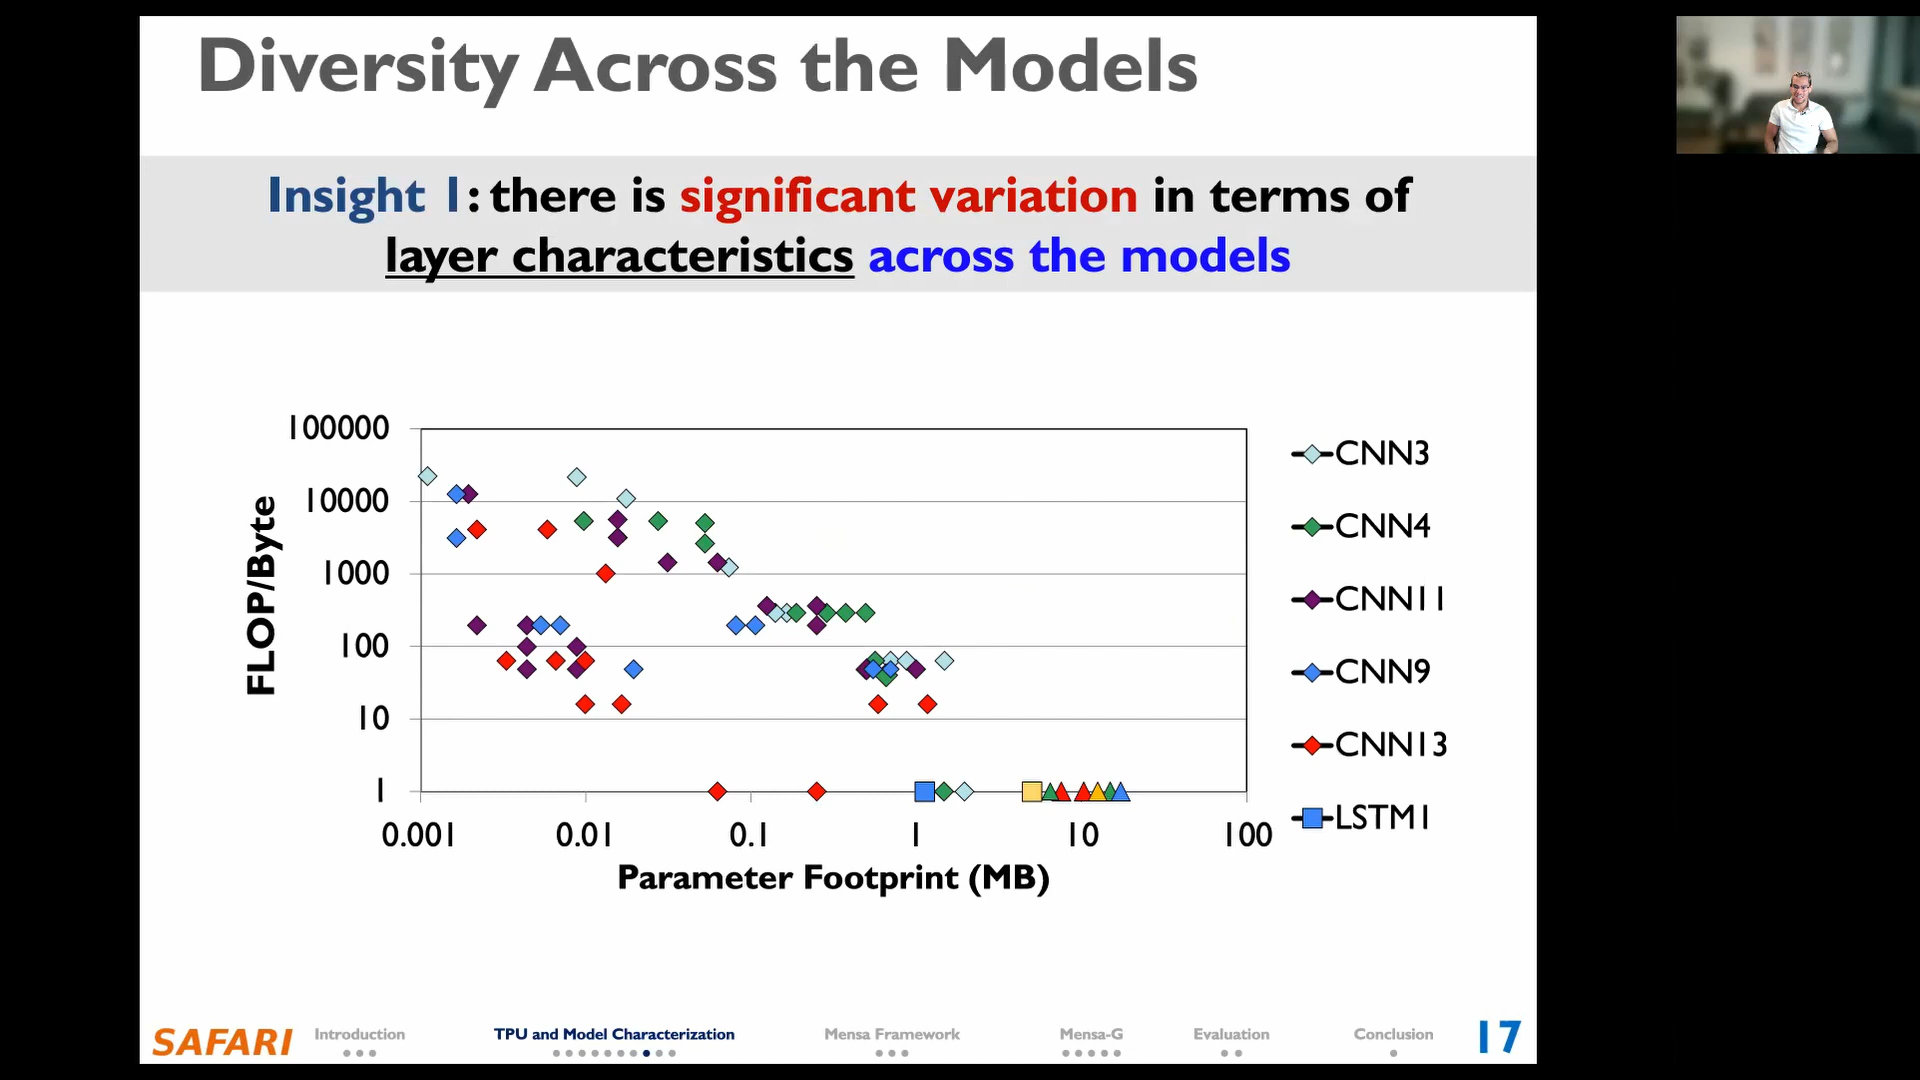 Diversity Across the Models
Insight 1: there is significant variation in terms of
layer characteristics across the models
100000
10000
1000
100
10
1
FLOP/Byte
0.001
0.01
0.1
1
10
100
Parameter Footprint (MB)
CNN3
CNN4
CNN11
CNN9
CNN13
LSTM1
SAFARI
Introduction
TPU and Model Characterization
Mensa Framework
Mensa-G
Evaluation
Conclusion
17